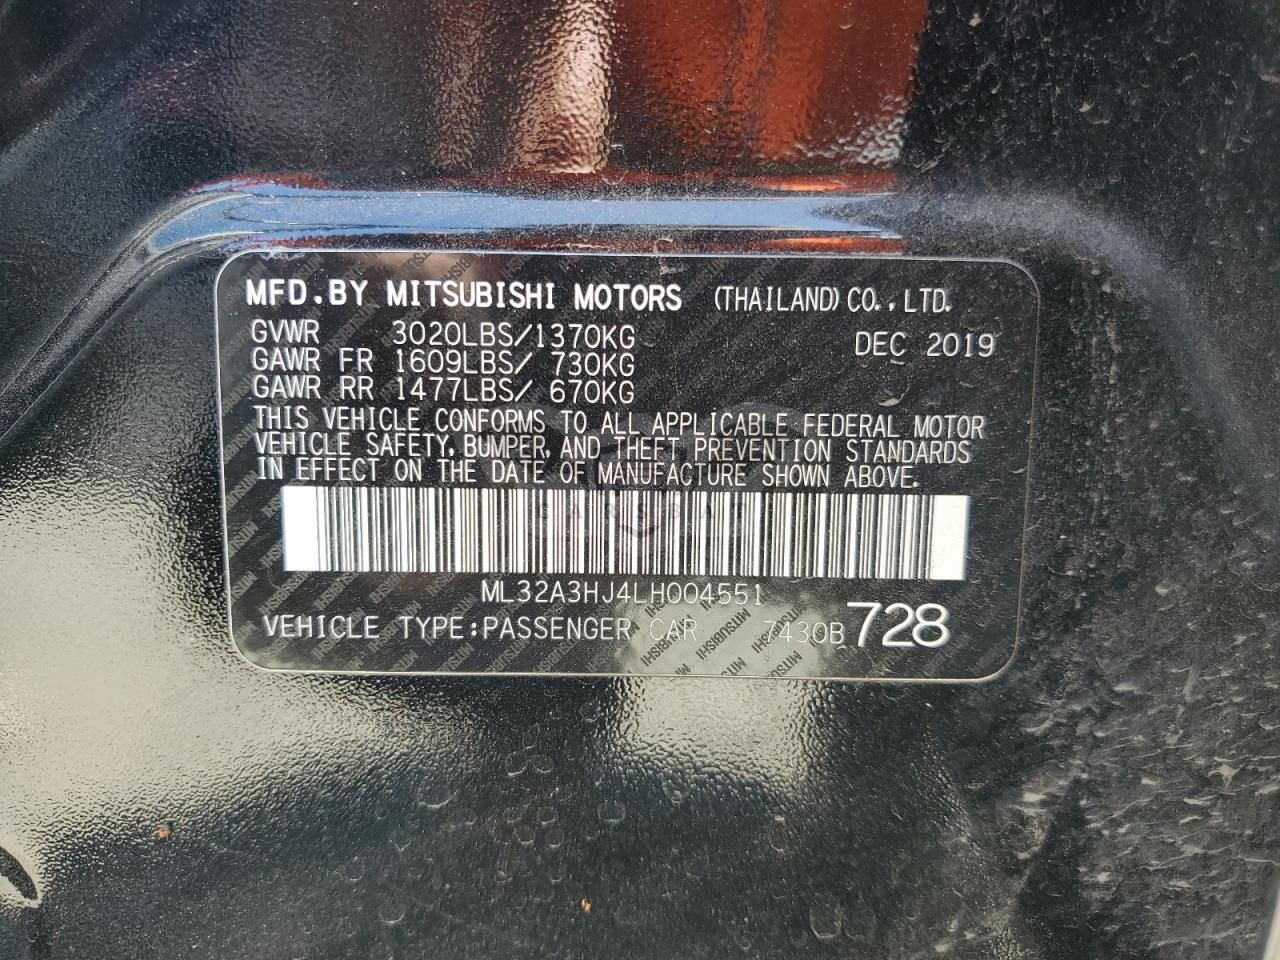 MFD.BY MITSUBISHI MOTORS (THAILAND) CO., LTD.
GVWR 3020LBS/1370KG DEC 2019
GAWR FR 1609LBS/ 730KG
GAWR RR 1477LBS/ 670KG
THIS VEHICLE CONFORMS TO ALL APPLICABLE FEDERAL MOTOR
VEHICLE SAFETY, BUMPER, AND THEFT PREVENTION STANDARDS
IN EFFECT ON THE DATE OF MANUFACTURE SHOWN ABOVE.
ML32A3HJ4LH004551
VEHICLE TYPE:PASSENGER CAR 7430B 728
MITSUBISHI